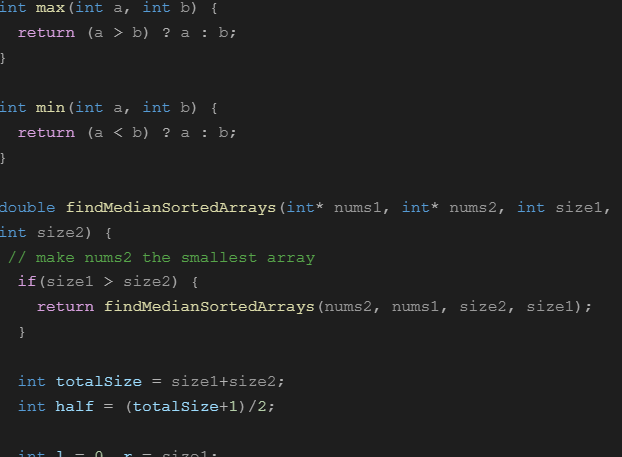 int max(int a, int b) {
  return (a > b) ? a : b;
}

int min(int a, int b) {
  return (a < b) ? a : b;
}

double findMedianSortedArrays(int* nums1, int* nums2, int size1,
int size2) {
 // make nums2 the smallest array
  if(size1 > size2) {
    return findMedianSortedArrays(nums2, nums1, size2, size1);
  }

  int totalSize = size1+size2;
  int half = (totalSize+1)/2;

  int l = 0, r = size1;